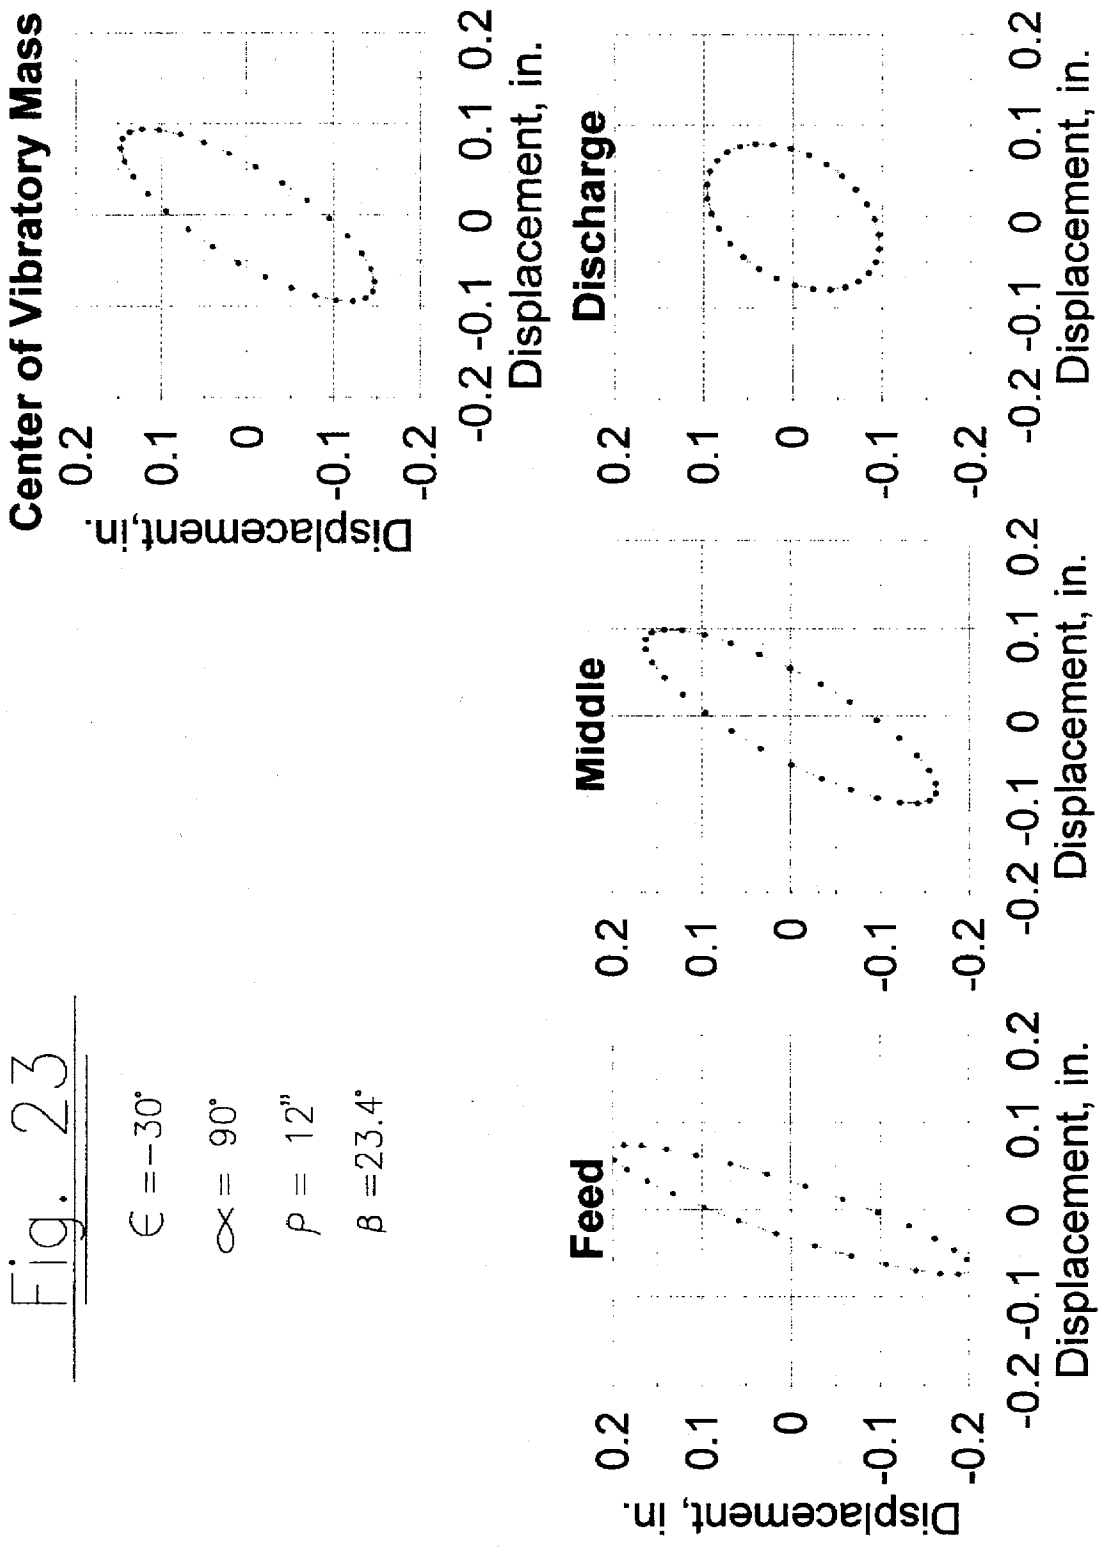 Fig. 23
ϵ =-30°
∝= 90°
ρ = 12"
β =23.4°
Center of Vibratory Mass
Displacement,in.
0.2
0.1
0
-0.1
-0.2
-0.2 -0.1 0 0.1 0.2
Displacement, in.
Feed
Displacement, in.
0.2
0.1
0
-0.1
-0.2
-0.2 -0.1 0 0.1 0.2
Displacement, in.
Middle
0.2
0.1
0
-0.1
-0.2
-0.2 -0.1 0 0.1 0.2
Displacement, in.
Discharge
0.2
0.1
0
-0.1
-0.2
-0.2 -0.1 0 0.1 0.2
Displacement, in.